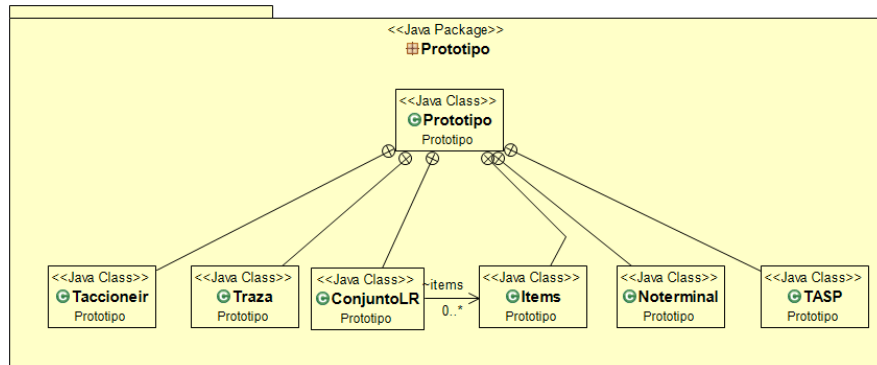 <<Java Package>>
Prototipo
<<Java Class>>
Prototipo
Prototipo
<<Java Class>>
Taccioneir
Prototipo
<<Java Class>>
Traza
Prototipo
<<Java Class>>
ConjuntoLR
Prototipo
~items
0..*
<<Java Class>>
Items
Prototipo
<<Java Class>>
Noterminal
Prototipo
<<Java Class>>
TASP
Prototipo